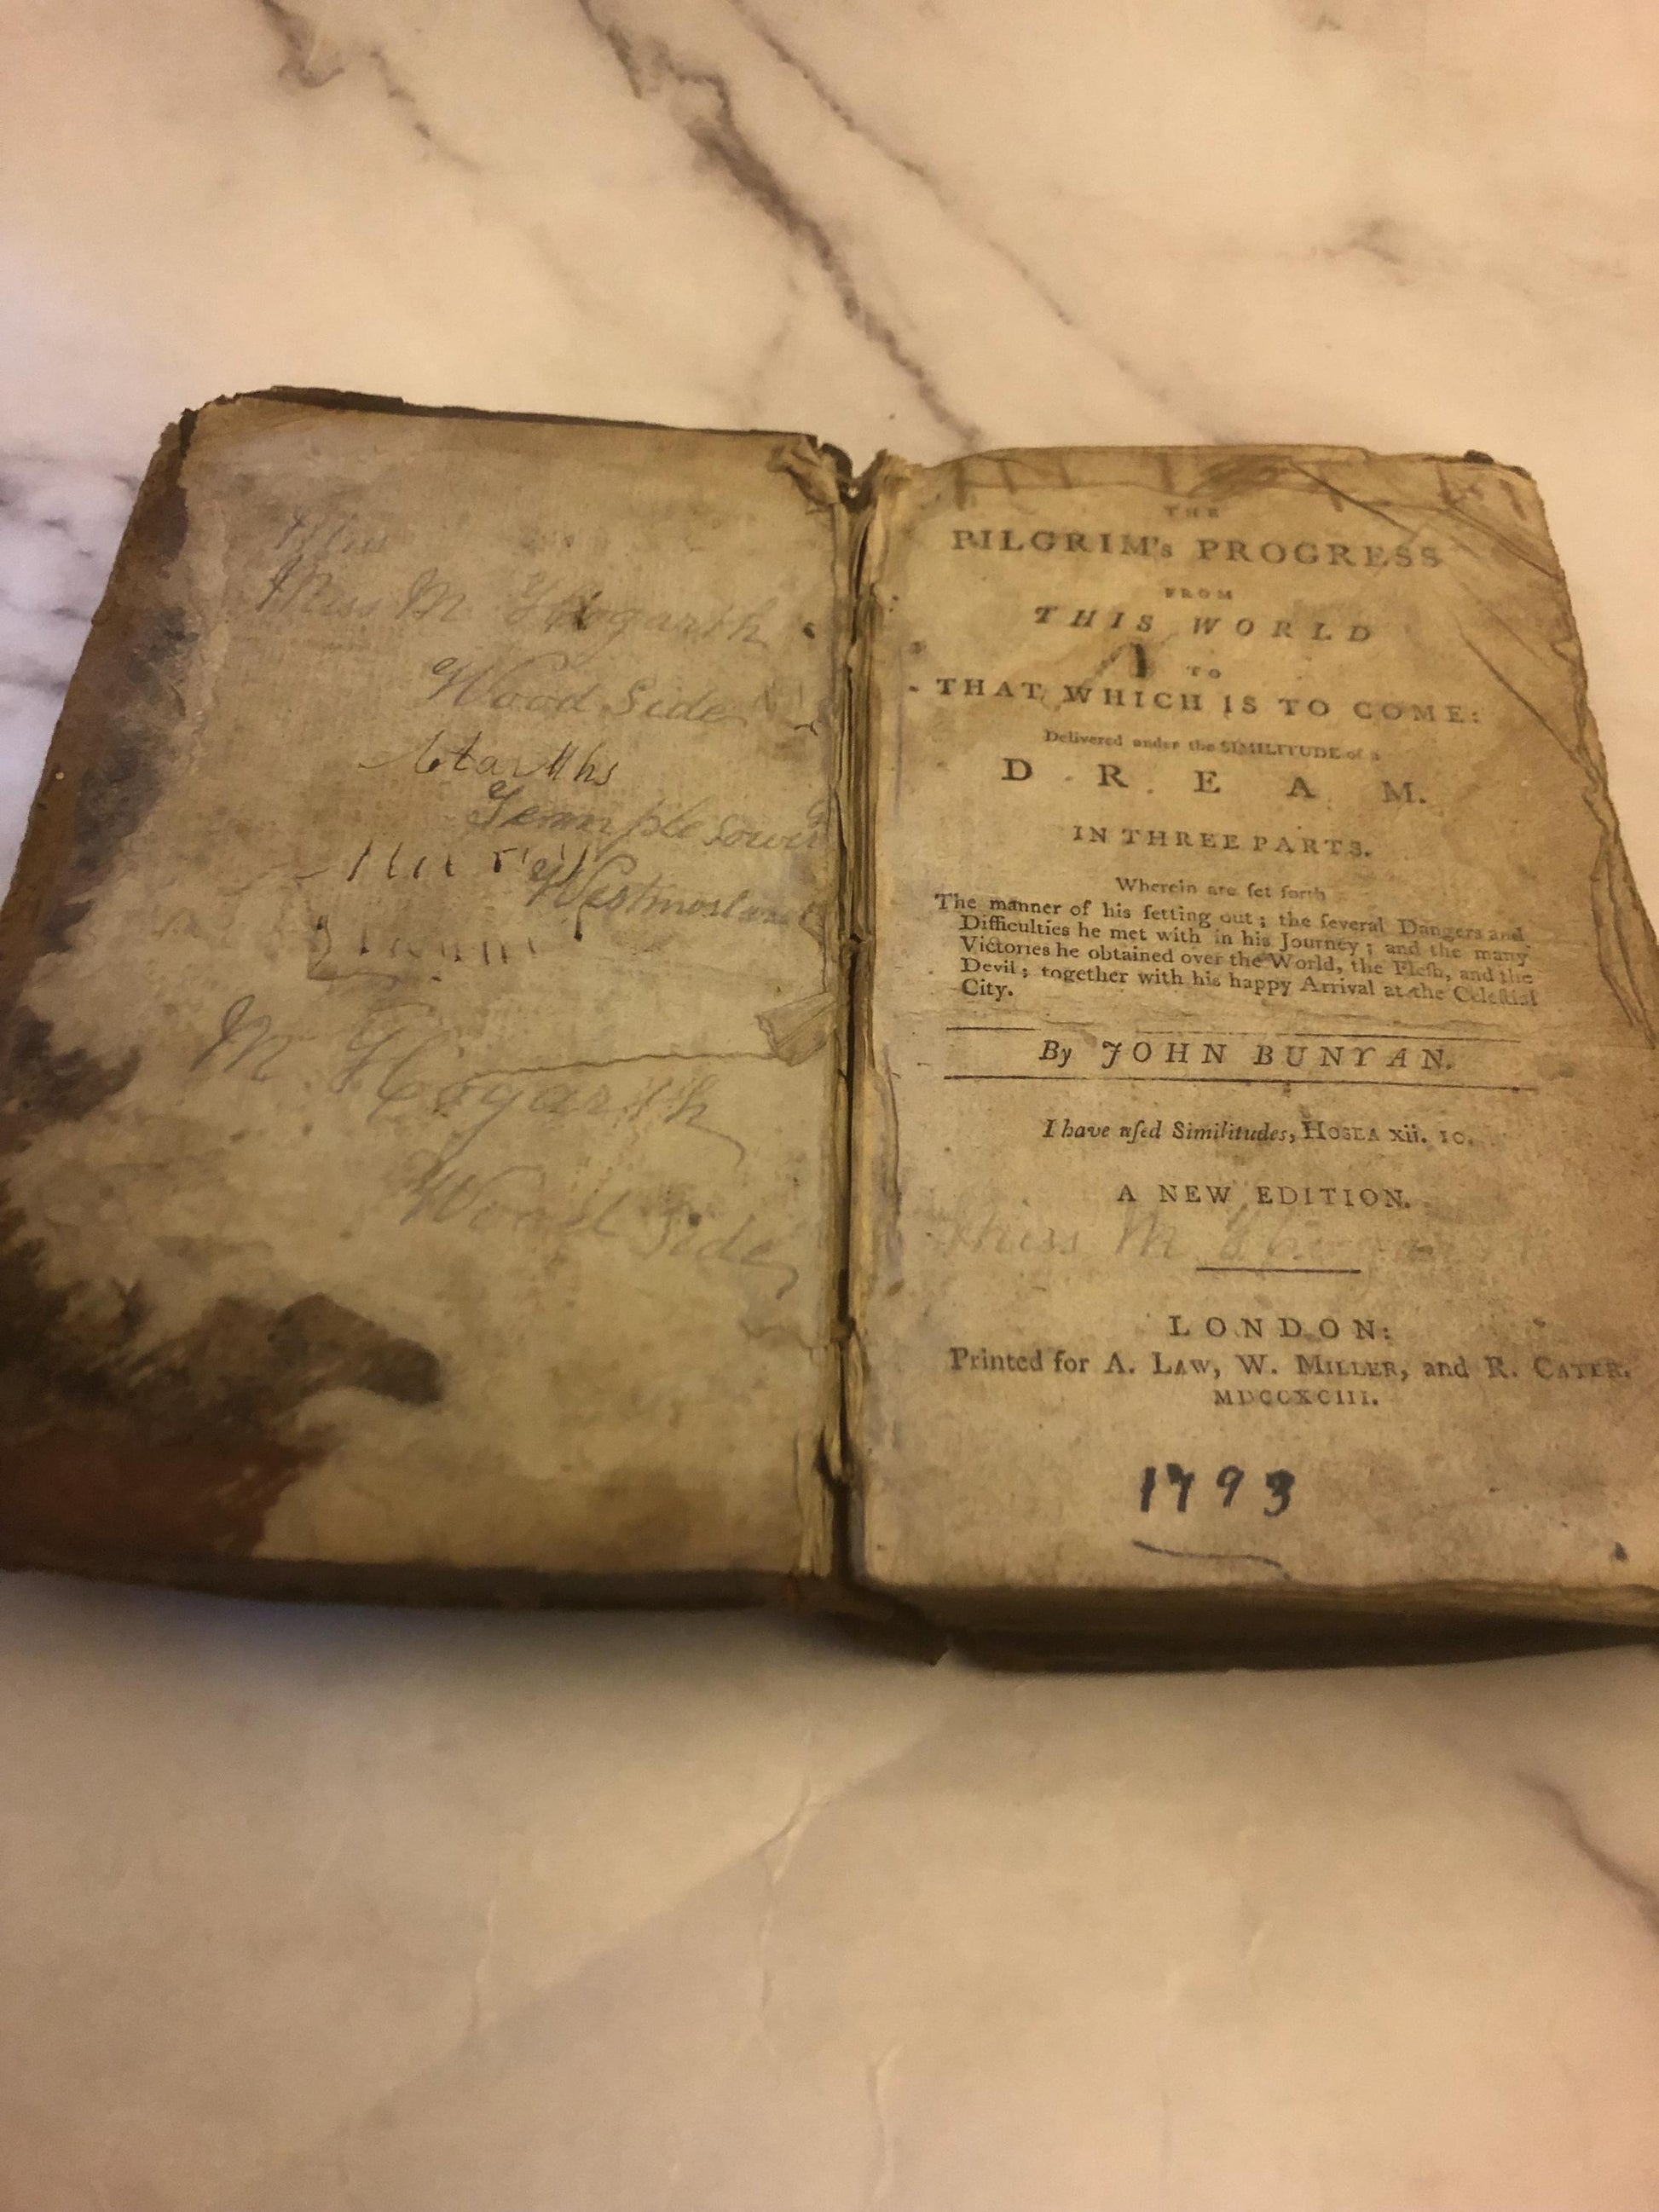 Miss
Miss M Hogarth
Wood Side
Temple Sowerby
Westmorland
M Hogarth
Wood Side
THE
PILGRIM's PROGRESS
FROM
THIS WORLD
TO
THAT WHICH IS TO COME:
Delivered under the SIMILITUDE of a
D R E A M.
IN THREE PARTS.
Wherein are ſet forth
The manner of his ſetting out; the ſeveral Dangers and
Difficulties he met with in his Journey; and the many
Victories he obtained over the World, the Fleſh, and the
Devil; together with his happy Arrival at the Celeſtial
City.
By JOHN BUNYAN.
I have uſed Similitudes, HOSEA xii. 10.
A NEW EDITION.
Miss M Hogarth
LONDON:
Printed for A. LAW, W. MILLER, and R. CATER.
MDCCXCIII.
1793